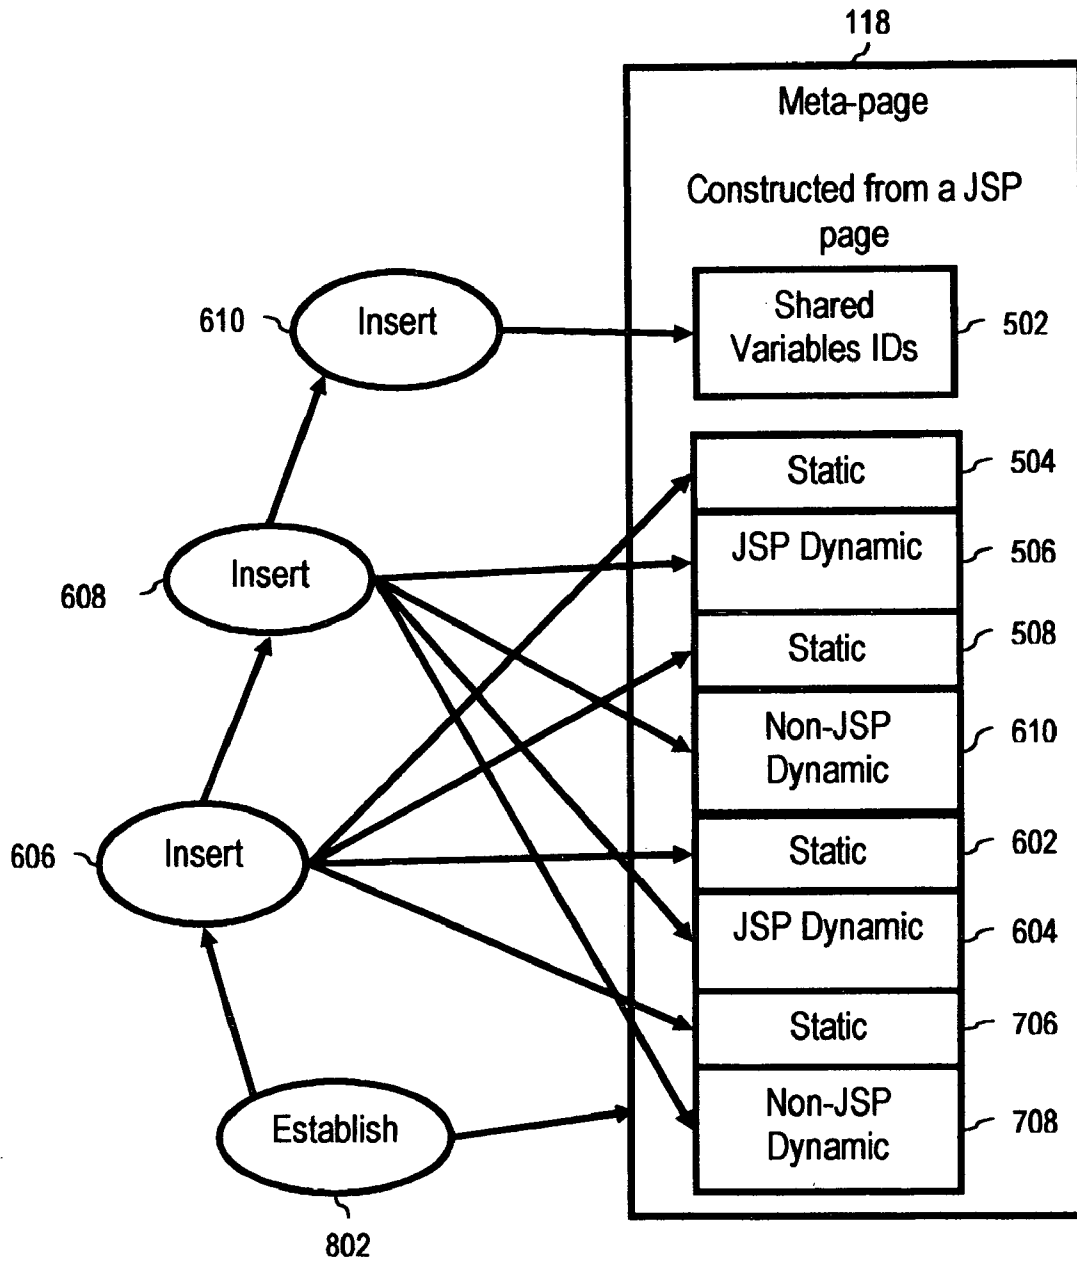 118
Meta-page
Constructed from a JSP
page
610
Insert
Shared
Variables IDs
502
Static
504
JSP Dynamic
506
608
Insert
Static
508
Non-JSP
Dynamic
610
606
Insert
Static
602
JSP Dynamic
604
Static
706
Establish
Non-JSP
Dynamic
708
802